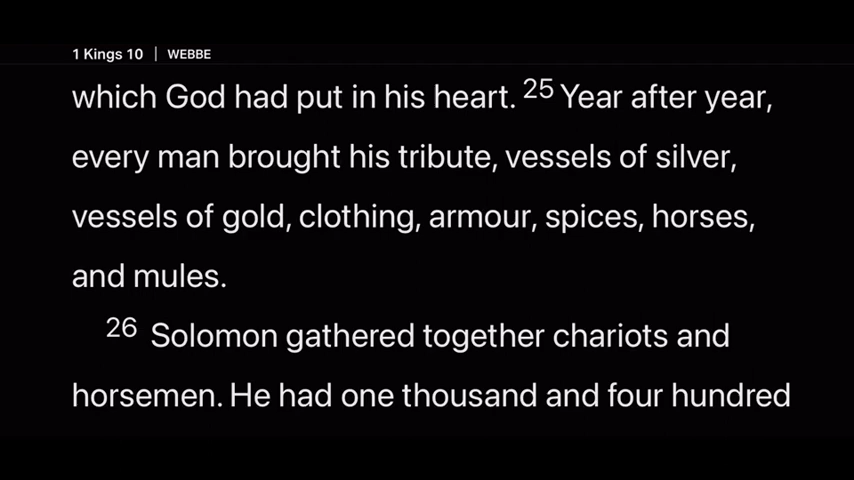 1 Kings 10 | WEBBE
which God had put in his heart. 25 Year after year,
every man brought his tribute, vessels of silver,
vessels of gold, clothing, armour, spices, horses,
and mules.
26 Solomon gathered together chariots and
horsemen. He had one thousand and four hundred